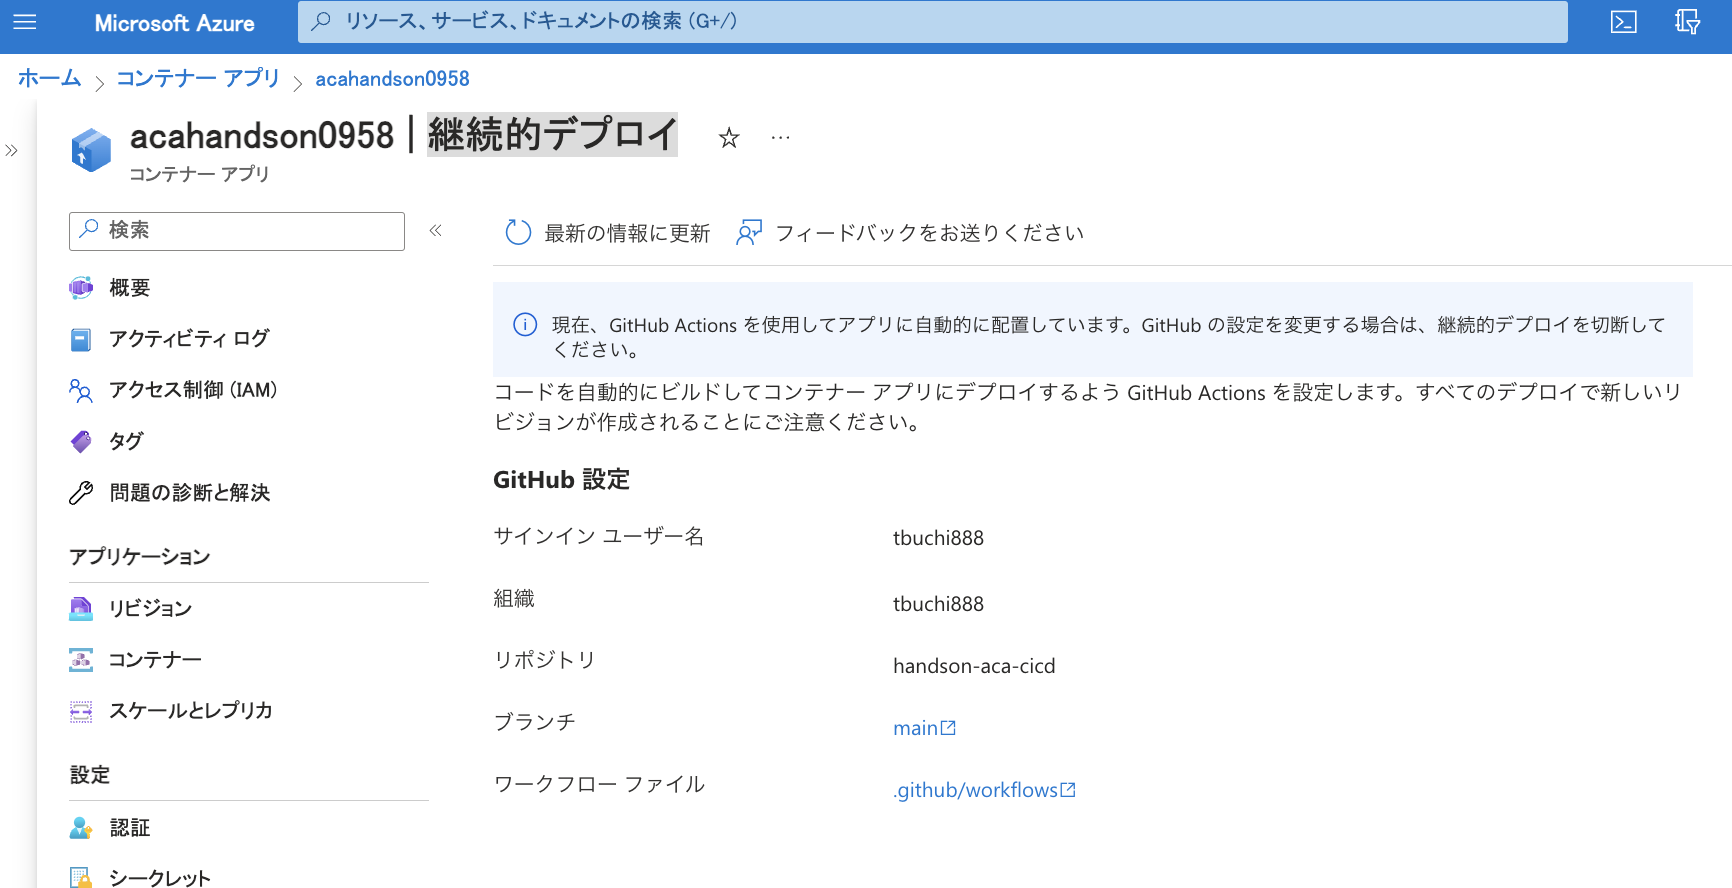 Microsoft Azure
リソース、サービス、ドキュメントの検索 (G+/)
ホーム
コンテナー アプリ
acahandson0958
acahandson0958 | 継続的デプロイ
コンテナー アプリ
検索
概要
アクティビティ ログ
アクセス制御 (IAM)
タグ
問題の診断と解決
アプリケーション
リビジョン
コンテナー
スケールとレプリカ
設定
認証
シークレット
最新の情報に更新
フィードバックをお送りください
現在、GitHub Actions を使用してアプリに自動的に配置しています。GitHub の設定を変更する場合は、継続的デプロイを切断して
ください。
コードを自動的にビルドしてコンテナー アプリにデプロイするよう GitHub Actions を設定します。すべてのデプロイで新しいリ
ビジョンが作成されることにご注意ください。
GitHub 設定
サインイン ユーザー名
tbuchi888
組織
tbuchi888
リポジトリ
handson-aca-cicd
ブランチ
main
ワークフロー ファイル
.github/workflows